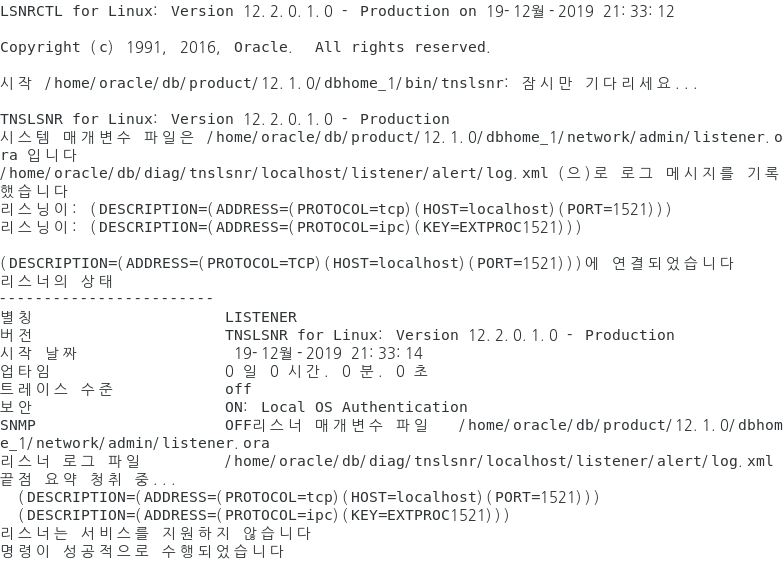 LSNRCTL for Linux: Version 12.2.0.1.0 - Production on 19-12월-2019 21:33:12
Copyright (c) 1991, 2016, Oracle.  All rights reserved.
시작 /home/oracle/db/product/12.1.0/dbhome_1/bin/tnslsnr: 잠시만 기다리세요...
TNSLSNR for Linux: Version 12.2.0.1.0 - Production
시스템 매개변수 파일은 /home/oracle/db/product/12.1.0/dbhome_1/network/admin/listener.o
ra 입니다
/home/oracle/db/diag/tnslsnr/localhost/listener/alert/log.xml (으)로 로그 메시지를 기록
했습니다
리스닝이: (DESCRIPTION=(ADDRESS=(PROTOCOL=tcp)(HOST=localhost)(PORT=1521)))
리스닝이: (DESCRIPTION=(ADDRESS=(PROTOCOL=ipc)(KEY=EXTPROC1521)))
(DESCRIPTION=(ADDRESS=(PROTOCOL=TCP)(HOST=localhost)(PORT=1521)))에 연결되었습니다
리스너의 상태
------------------------
별칭                     LISTENER
버전                     TNSLSNR for Linux: Version 12.2.0.1.0 - Production
시작 날짜                 19-12월-2019 21:33:14
업타임                   0 일 0 시간. 0 분. 0 초
트레이스 수준            off
보안                     ON: Local OS Authentication
SNMP                     OFF리스너 매개변수 파일   /home/oracle/db/product/12.1.0/dbhom
e_1/network/admin/listener.ora
리스너 로그 파일         /home/oracle/db/diag/tnslsnr/localhost/listener/alert/log.xml
끝점 요약 청취 중...
  (DESCRIPTION=(ADDRESS=(PROTOCOL=tcp)(HOST=localhost)(PORT=1521)))
  (DESCRIPTION=(ADDRESS=(PROTOCOL=ipc)(KEY=EXTPROC1521)))
리스너는 서비스를 지원하지 않습니다
명령이 성공적으로 수행되었습니다